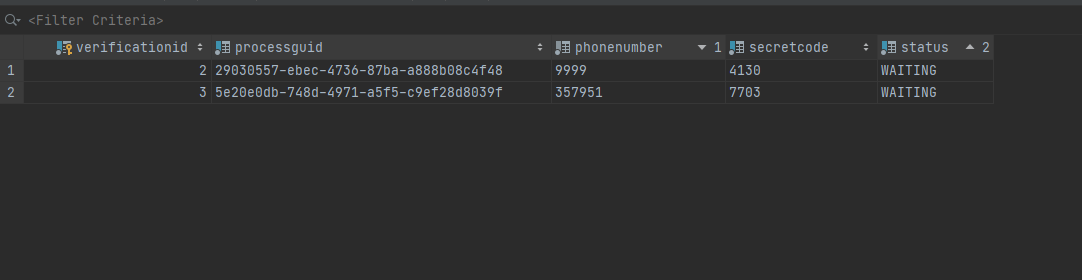 <Filter Criteria>
verificationid processguid phonenumber 1 secretcode status 2
1 2 29030557-ebec-4736-87ba-a888b08c4f48 9999 4130 WAITING
2 3 5e20e0db-748d-4971-a5f5-c9ef28d8039f 357951 7703 WAITING